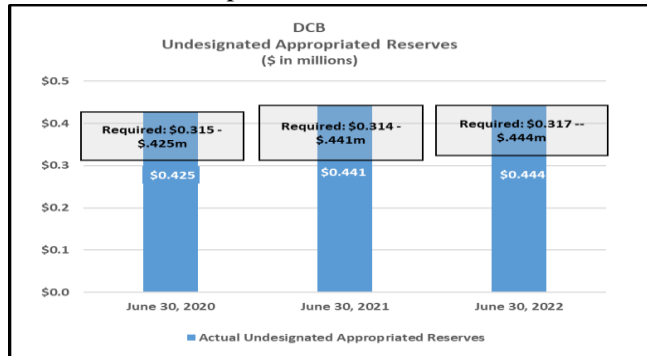 DCB
Undesignated Appropriated Reserves
($ in millions)
$0.5
$0.4
$0.3
$0.2
$0.1
$0.0
Required: $0.315 -
$.425m
Required: $0.314 -
$.441m
Required: $0.317 --
$.444m
$0.425
$0.441
$0.444
June 30, 2020
June 30, 2021
June 30, 2022
Actual Undesignated Appropriated Reserves